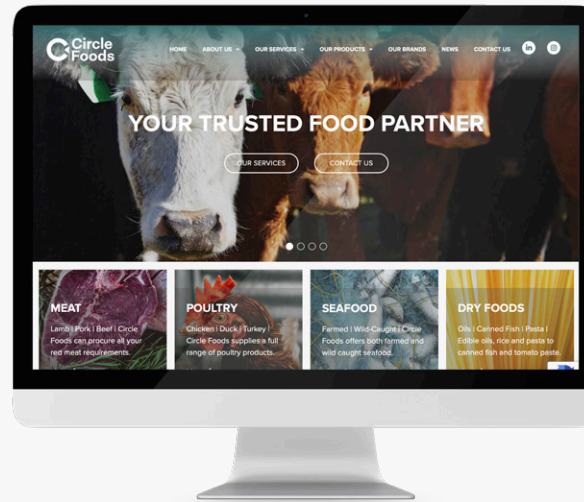 Circle
Foods
HOME ABOUT US OUR SERVICES OUR PRODUCTS OUR BRANDS NEWS CONTACT US in
YOUR TRUSTED FOOD PARTNER
OUR SERVICES CONTACT US
MEAT
Lamb | Pork | Beef | Circle
Foods can procure all your
red meat requirements.
POULTRY
Chicken | Duck | Turkey |
Circle Foods supplies a full
range of poultry products.
SEAFOOD
Farmed | Wild-Caught | Circle
Foods offers both farmed and
wild caught seafood.
DRY FOODS
Oils | Canned Fish | Pasta |
Edible oils, rice and pasta to
canned fish and tomato paste.